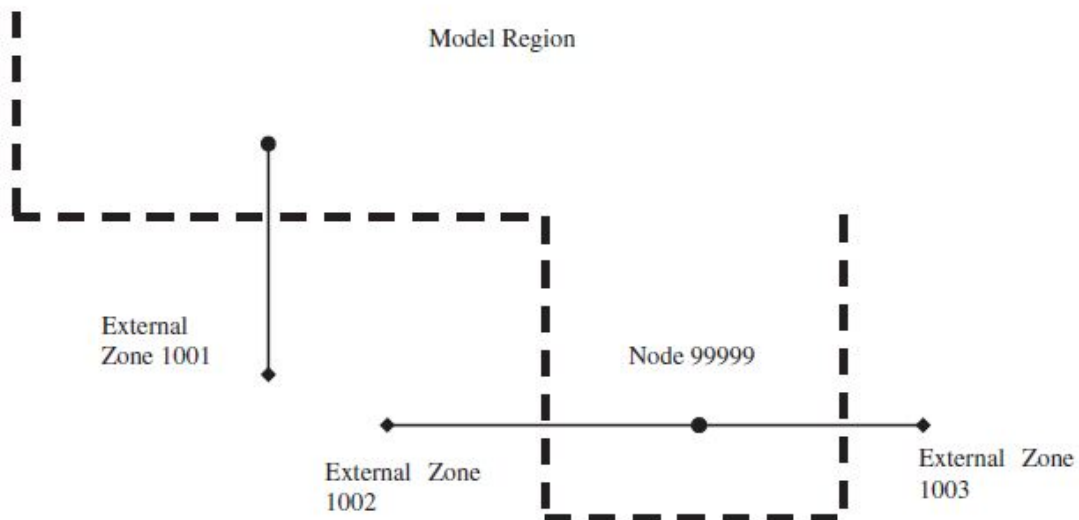 Model Region
External
Zone 1001
Node 99999
External Zone
1002
External Zone
1003